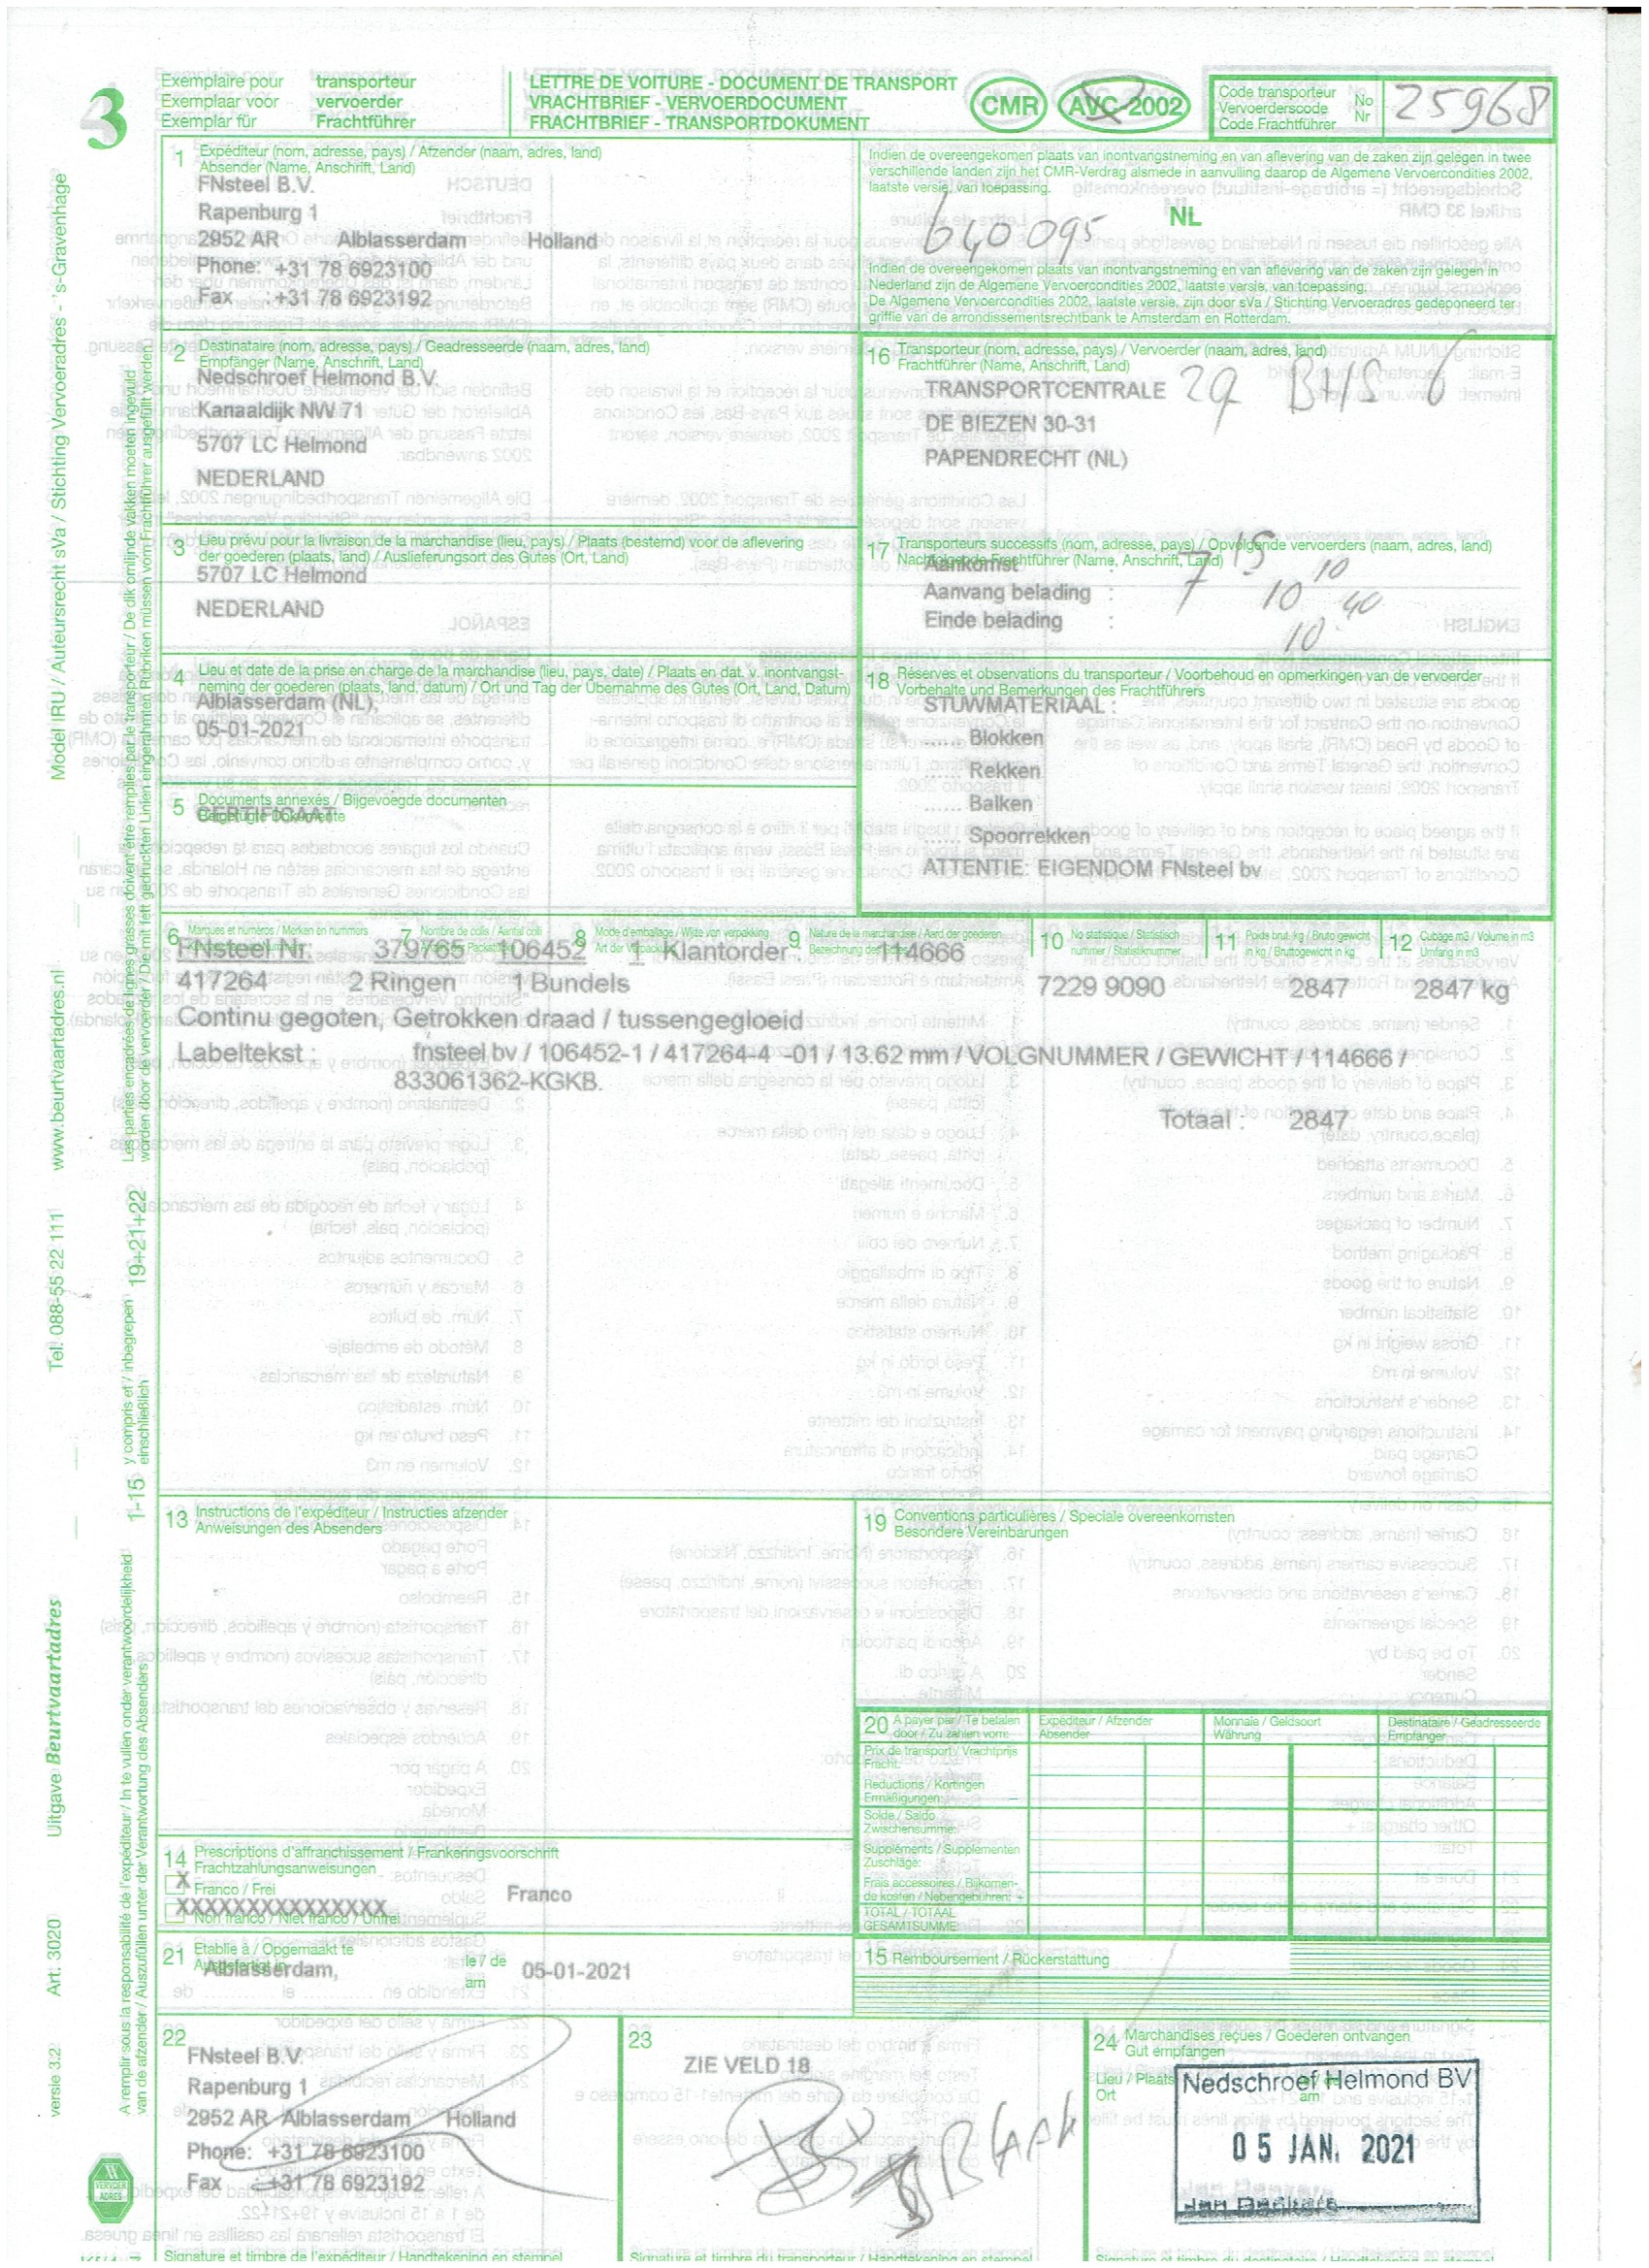 3
Exemplaire pour transporteur
Exemplaar voor vervoerder
Exemplar für Frachtführer
LETTRE DE VOITURE - DOCUMENT DE TRANSPORT
VRACHTBRIEF - VERVOERDOCUMENT
FRACHTBRIEF - TRANSPORTDOKUMENT
CMR AVC-2002
Code transporteur
Vervoerderscode
Code Frachtführer
No
Nr
25968
1 Expéditeur (nom, adresse, pays) / Afzender (naam, adres, land)
Absender (Name, Anschrift, Land)
FNsteel B.V.
Rapenburg 1
2952 AR Alblasserdam Holland
Phone: +31 78 6923100
Fax : +31 78 6923192
Indien de overeengekomen plaats van inontvangstneming en van aflevering van de zaken zijn gelegen in twee
verschillende landen zijn het CMR-Verdrag alsmede in aanvulling daarop de Algemene Vervoercondities 2002,
laatste versie, van toepassing.
NL
640095
Indien de overeengekomen plaats van inontvangstneming en van aflevering van de zaken zijn gelegen in
Nederland zijn de Algemene Vervoercondities 2002, laatste versie, van toepassing.
De Algemene Vervoercondities 2002, laatste versie, zijn door sVa / Stichting Vervoeradres gedeponeerd ter
griffie van de arrondissementsrechtbank te Amsterdam en Rotterdam.
2 Destinataire (nom, adresse, pays) / Geadresseerde (naam, adres, land)
Empfänger (Name, Anschrift, Land)
Nedschroef Helmond B.V.
Kanaaldijk NW 71
5707 LC Helmond
NEDERLAND
16 Transporteur (nom, adresse, pays) / Vervoerder (naam, adres, land)
Frachtführer (Name, Anschrift, Land)
TRANSPORTCENTRALE
DE BIEZEN 30-31
PAPENDRECHT (NL)
3 Lieu prévu pour la livraison de la marchandise (lieu, pays) / Plaats (bestemd) voor de aflevering
der goederen (plaats, land) / Auslieferungsort des Gutes (Ort, Land)
5707 LC Helmond
NEDERLAND
17 Transporteurs successifs (nom, adresse, pays) / Opvolgende vervoerders (naam, adres, land)
Nachfolgende Frachtführer (Name, Anschrift, Land)
Aankomst : 7 15
Aanvang belading : 10 10
Einde belading : 10.40
4 Lieu et date de la prise en charge de la marchandise (lieu, pays, date) / Plaats en dat. v. inontvangst-
neming der goederen (plaats, land, datum) / Ort und Tag der Übernahme des Gutes (Ort, Land, Datum)
Alblasserdam (NL),
05-01-2021
18 Réserves et observations du transporteur / Voorbehoud en opmerkingen van de vervoerder
Vorbehalte und Bemerkungen des Frachtführers
STUWMATERIAAL :
...... Blokken
...... Rekken
...... Balken
...... Spoorrekken
ATTENTIE: EIGENDOM FNsteel bv
5 Documents annexés / Bijgevoegde documenten
Beigefügte Dokumente
CERTIFICAAT
6 Marques et numéros / Merken en nummers
7 Nombre de colis / Aantal colli
8 Mode d'emballage / Wijze van verpakking
Art der Verpackung
9 Nature de la marchandise / Aard der goederen
Bezeichnung des Gutes
10 No statistique / Statistisch
nummer / Statistiknummer
11 Poids brut, kg / Bruto gewicht
in kg / Bruttogewicht in kg
12 Cubage m3 / Volume in m3
Umfang in m3
FNsteel Nr: 379765 106452 1 Klantorder : 114666
417264 2 Ringen 1 Bundels 7229 9090 2847 2847 kg
Continu gegoten, Getrokken draad / tussengegloeid
Labeltekst : fnsteel bv / 106452-1 / 417264-4 -01 / 13.62 mm / VOLGNUMMER / GEWICHT / 114666 /
833061362-KGKB.
Totaal : 2847
13 Instructions de l'expéditeur / Instructies afzender
Anweisungen des Absenders
19 Conventions particulières / Speciale overeenkomsten
Besondere Vereinbarungen
20 A payer par / Te betalen
door / Zu zahlen vom:
Expéditeur / Afzender
Absender
Monnaie / Geldsoort
Währung
Destinataire / Geadresseerde
Empfänger
Prix de transport / Vrachtprijs
Fracht:
Reductions / Kortingen
Ermäßigungen: -
Solde / Saldo
Zwischensumme:
Suppléments / Supplementen
Zuschläge:
Frais accessoires / Bijkomen-
de kosten / Nebengebühren: +
TOTAL / TOTAAL
GESAMTSUMME:
14 Prescriptions d'affranchissement / Frankeringsvoorschrift
Frachtzahlungsanweisungen
X Franco / Frei
XXXXXXXXXXXXXXX Franco
Non franco / Niet franco / Unfrei
21 Etablie à / Opgemaakt te
Ausgefertigt in
Alblasserdam,
le / de
am
05-01-2021
15 Remboursement / Rückerstattung
22
FNsteel B.V.
Rapenburg 1
2952 AR Alblasserdam Holland
Phone: +31 78 6923100
Fax : +31 78 6923192
23
ZIE VELD 18
24 Marchandises reçues / Goederen ontvangen
Gut empfangen
Lieu / Plaats
Ort
am
Nedschroef Helmond BV
05 JAN. 2021
Signature et timbre de l'expéditeur / Handtekening en stempel
Signature et timbre du transporteur / Handtekening en stempel
Signature et timbre du destinataire / Handtekening en stempel
Model IRU / Auteursrecht sVa / Stichting Vervoeradres - 's-Gravenhage
www.beurtvaartadres.nl
Tel. 088-55 22 111
Uitgave Beurtvaartadres
Art. 3020
versie 3.2
Les parties encadrées de lignes grasses doivent être remplies par le transporteur / De dik omlijnde vakken moeten ingevuld
worden door de vervoerder / Die mit fett gedruckten Linien eingerahmten Rubriken müssen vom Frachtführer ausgefüllt werden
19+21+22
y compris et / inbegrepen
einschließlich
1-15
A remplir sous la responsabilité de l'expéditeur / In te vullen onder verantwoordelijkheid
van de afzender / Auszufüllen unter der Verantwortung des Absenders
VERVOER
ADRES